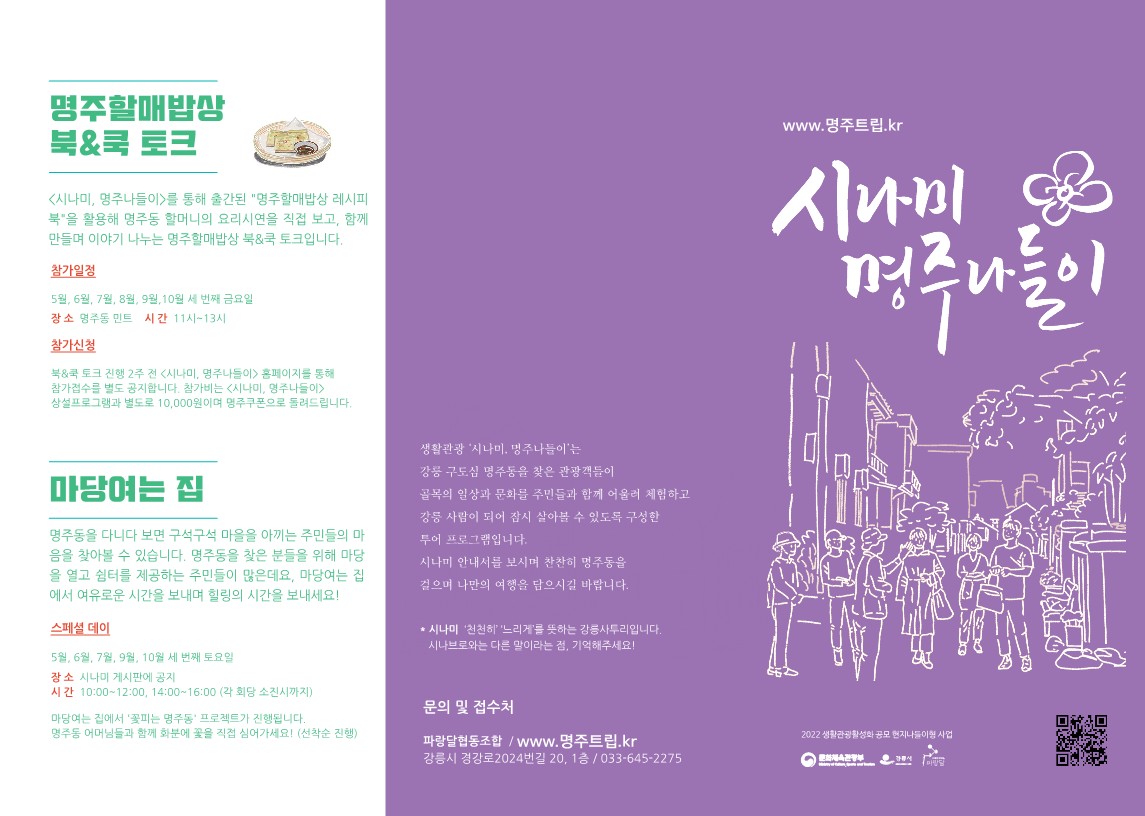 명주할매밥상
북&쿡 토크
<시나미, 명주나들이>를 통해 출간된 "명주할매밥상 레시피
북"을 활용해 명주동 할머니의 요리시연을 직접 보고, 함께
만들며 이야기 나누는 명주할매밥상 북&쿡 토크입니다.
참가일정
5월, 6월, 7월, 8월, 9월,10월 세 번째 금요일
장 소 명주동 민트 시 간 11시~13시
참가신청
북&쿡 토크 진행 2주 전 <시나미, 명주나들이> 홈페이지를 통해
참가접수를 별도 공지합니다. 참가비는 <시나미, 명주나들이>
상설프로그램과 별도로 10,000원이며 명주쿠폰으로 돌려드립니다.
마당여는 집
명주동을 다니다 보면 구석구석 마을을 아끼는 주민들의 마
음을 찾아볼 수 있습니다. 명주동을 찾은 분들을 위해 마당
을 열고 쉼터를 제공하는 주민들이 많은데요, 마당여는 집
에서 여유로운 시간을 보내며 힐링의 시간을 보내세요!
스페셜 데이
5월, 6월, 7월, 9월, 10월 세 번째 토요일
장 소 시나미 게시판에 공지
시 간 10:00~12:00, 14:00~16:00 (각 회당 소진시까지)
마당여는 집에서 '꽃피는 명주동' 프로젝트가 진행됩니다.
명주동 어머님들과 함께 화분에 꽃을 직접 심어가세요! (선착순 진행)
생활관광 '시나미, 명주나들이'는
강릉 구도심 명주동을 찾은 관광객들이
골목의 일상과 문화를 주민들과 함께 어울려 체험하고
강릉 사람이 되어 잠시 살아볼 수 있도록 구성한
투어 프로그램입니다.
시나미 안내서를 보시며 찬찬히 명주동을
걸으며 나만의 여행을 담으시길 바랍니다.
* 시나미 '천천히' '느리게'를 뜻하는 강릉사투리입니다.
시나브로와는 다른 말이라는 점, 기억해주세요!
문의 및 접수처
파랑달협동조합 / www.명주트립.kr
강릉시 경강로2024번길 20, 1층 / 033-645-2275
www.명주트립.kr
시나미
명주나들이
2022 생활관광활성화 공모 현지나들이형 사업
문화체육관광부
강릉시
파랑달